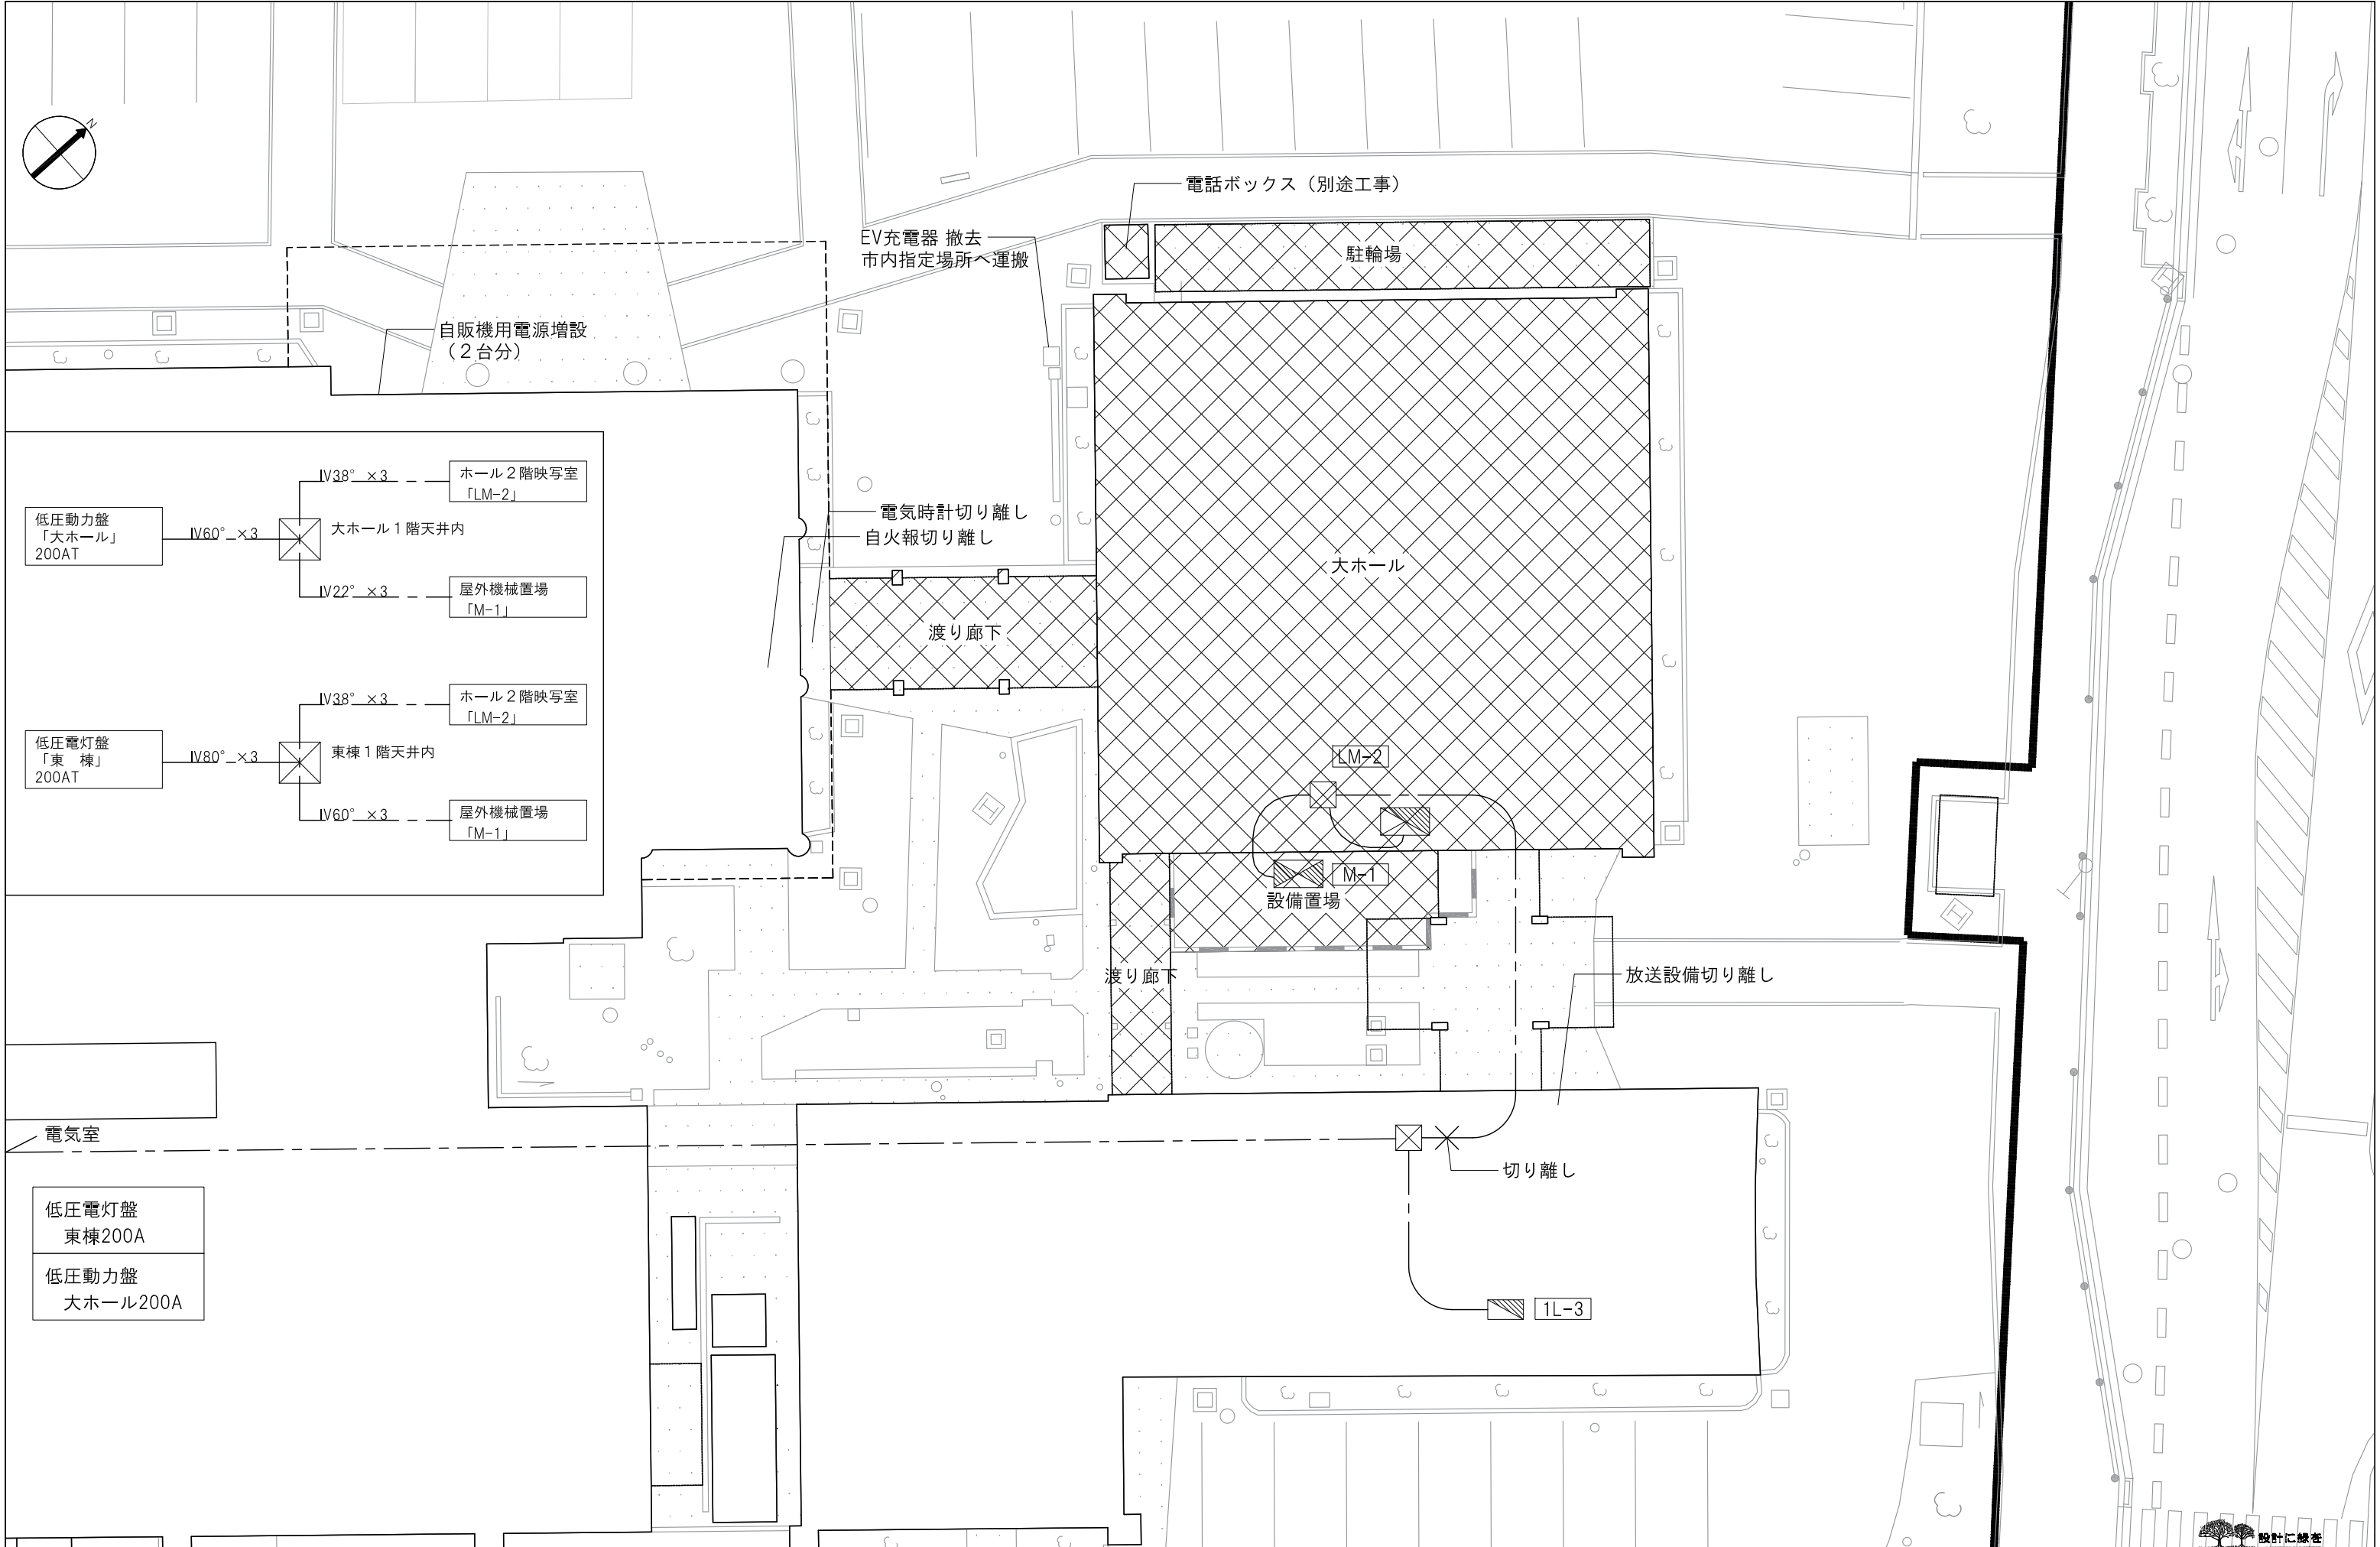 N
電話ボックス（別途工事）
EV充電器 撤去
市内指定場所へ運搬
駐輪場
自販機用電源増設
（２台分）
IV38° ×3
ホール２階映写室
「LM-2」
低圧動力盤
「大ホール」
200AT
IV60° ×3
大ホール１階天井内
IV22° ×3
屋外機械置場
「M-1」
IV38° ×3
ホール２階映写室
「LM-2」
低圧電灯盤
「東　棟」
200AT
IV80° ×3
東棟１階天井内
IV60° ×3
屋外機械置場
「M-1」
電気時計切り離し
自火報切り離し
大ホール
渡り廊下
LM-2
M-1
設備置場
渡り廊下
放送設備切り離し
電気室
切り離し
低圧電灯盤
東棟200A
低圧動力盤
大ホール200A
1L-3
設計に緑を